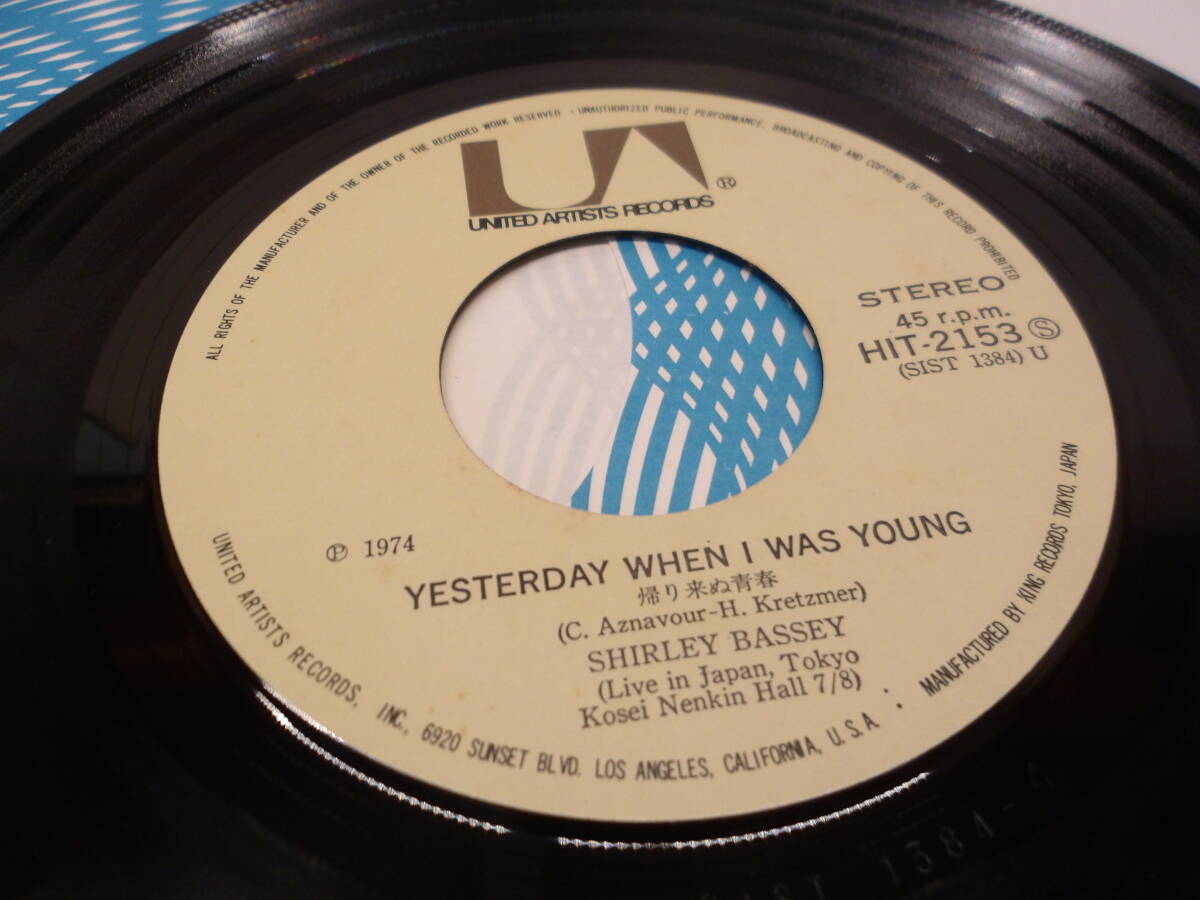 ALL RIGHTS OF THE MANUFACTURER AND OF THE OWNER OF THE RECORDED WORK RESERVED · UNAUTHORIZED PUBLIC PERFORMANCE, BROADCASTING AND COPYING OF THIS RECORD PROHIBITED
UA
UNITED ARTISTS RECORDS ®
STEREO
45 r.p.m.
HIT-2153 Ⓢ
(SIST 1384) U
℗ 1974
YESTERDAY WHEN I WAS YOUNG
帰り来ぬ青春
(C. Aznavour-H. Kretzmer)
SHIRLEY BASSEY
(Live in Japan, Tokyo
Kosei Nenkin Hall 7/8)
UNITED ARTISTS RECORDS, INC., 6920 SUNSET BLVD. LOS ANGELES, CALIFORNIA, U.S.A. · MANUFACTURED BY KING RECORDS TOKYO, JAPAN